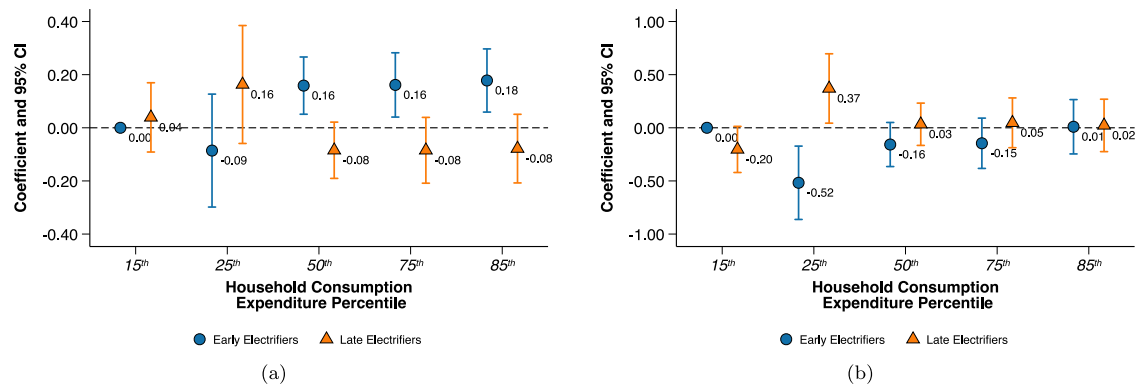 0.40
0.20
0.00
-0.20
-0.40
Coefficient and 95% CI
0.00
0.04
-0.09
0.16
0.16
-0.08
0.16
-0.08
0.18
-0.08
15th
25th
50th
75th
85th
Household Consumption
Expenditure Percentile
Early Electrifiers
Late Electrifiers
(a)
1.00
0.50
0.00
-0.50
-1.00
Coefficient and 95% CI
0.00
-0.20
-0.52
0.37
-0.16
0.03
-0.15
0.05
0.01
0.02
15th
25th
50th
75th
85th
Household Consumption
Expenditure Percentile
Early Electrifiers
Late Electrifiers
(b)